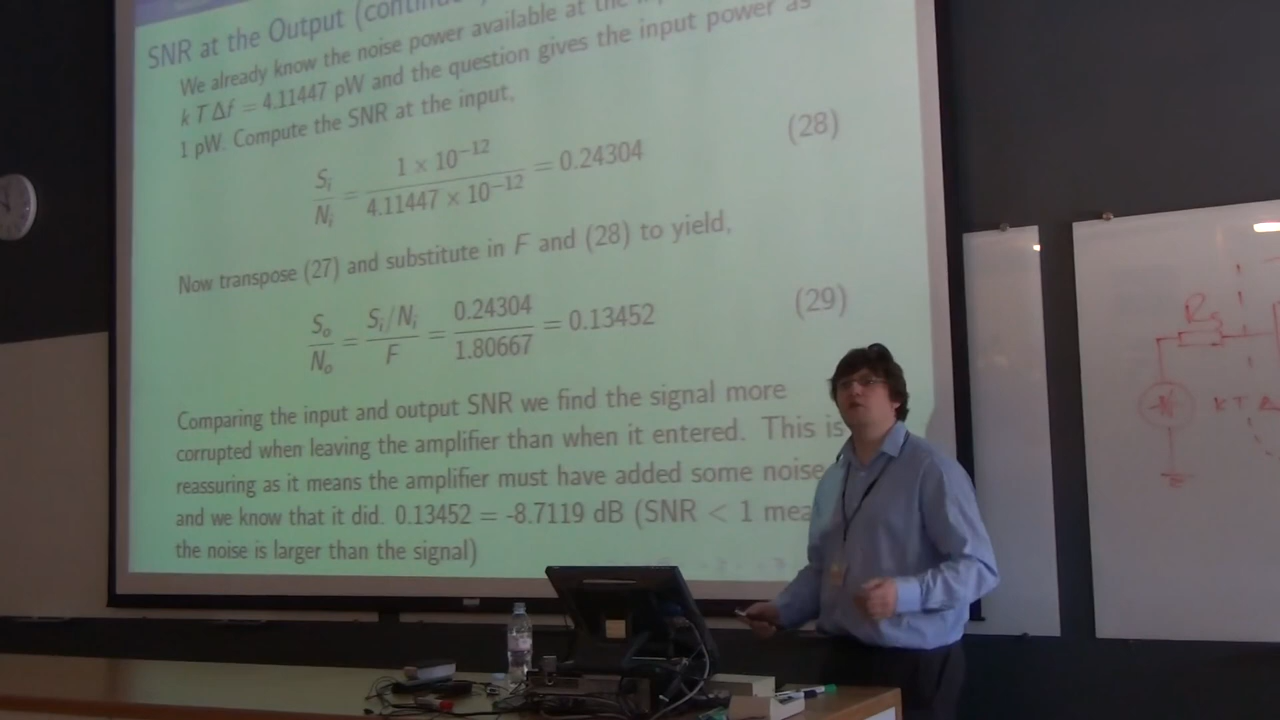 SNR at the Output (continue
We already know the noise power available at the
k T Δf = 4.11447 pW and the question gives the input power as
1 pW. Compute the SNR at the input,
S_i/N_i = 1 × 10^−12 / 4.11447 × 10^−12 = 0.24304 (28)
Now transpose (27) and substitute in F and (28) to yield,
S_o/N_o = S_i/N_i / F = 0.24304 / 1.80667 = 0.13452 (29)
Comparing the input and output SNR we find the signal more
corrupted when leaving the amplifier than when it entered. This is
reassuring as it means the amplifier must have added some noise
and we know that it did. 0.13452 = -8.7119 dB (SNR < 1 mea
the noise is larger than the signal)
R_s
K T Δ